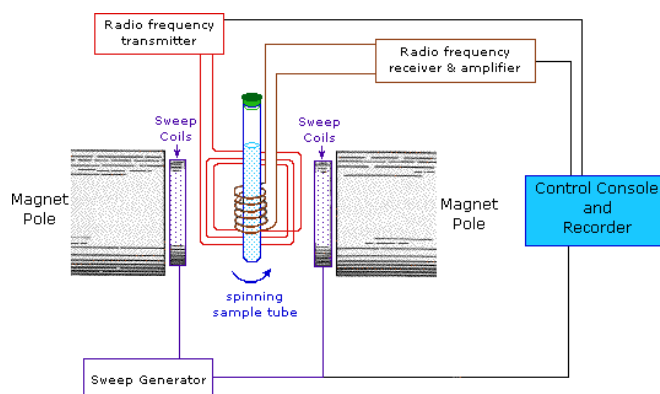 Radio frequency
transmitter
Radio frequency
receiver & amplifier
Sweep
Coils
Sweep
Coils
Magnet
Pole
Magnet
Pole
Control Console
and
Recorder
spinning
sample tube
Sweep Generator